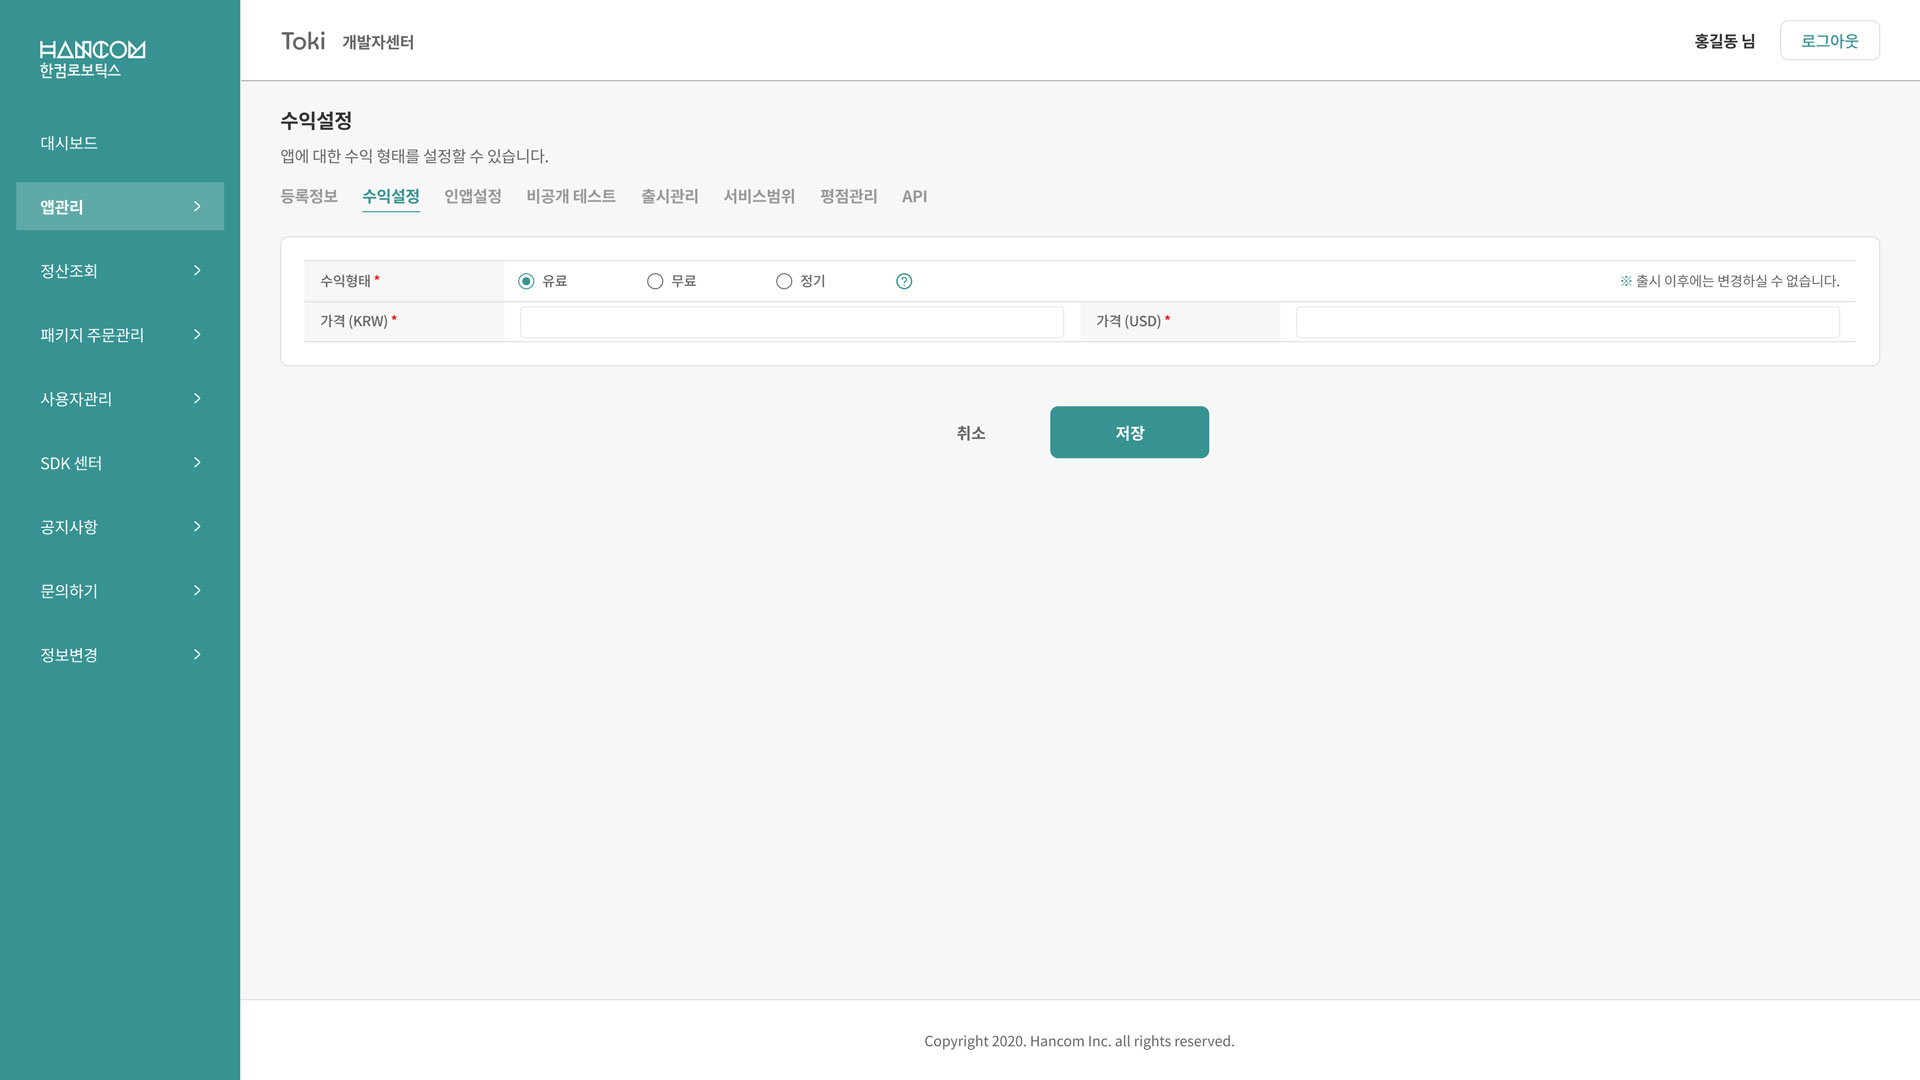 HANCOM
한컴로보틱스
대시보드
앱관리
정산조회
패키지 주문관리
사용자관리
SDK 센터
공지사항
문의하기
정보변경
Toki 개발자센터
홍길동 님
로그아웃
수익설정
앱에 대한 수익 형태를 설정할 수 있습니다.
등록정보 수익설정 인앱설정 비공개 테스트 출시관리 서비스범위 평점관리 API
수익형태 * 유료 무료 정기 ? ※ 출시 이후에는 변경하실 수 없습니다.
가격 (KRW) * 가격 (USD) *
취소 저장
Copyright 2020. Hancom Inc. all rights reserved.